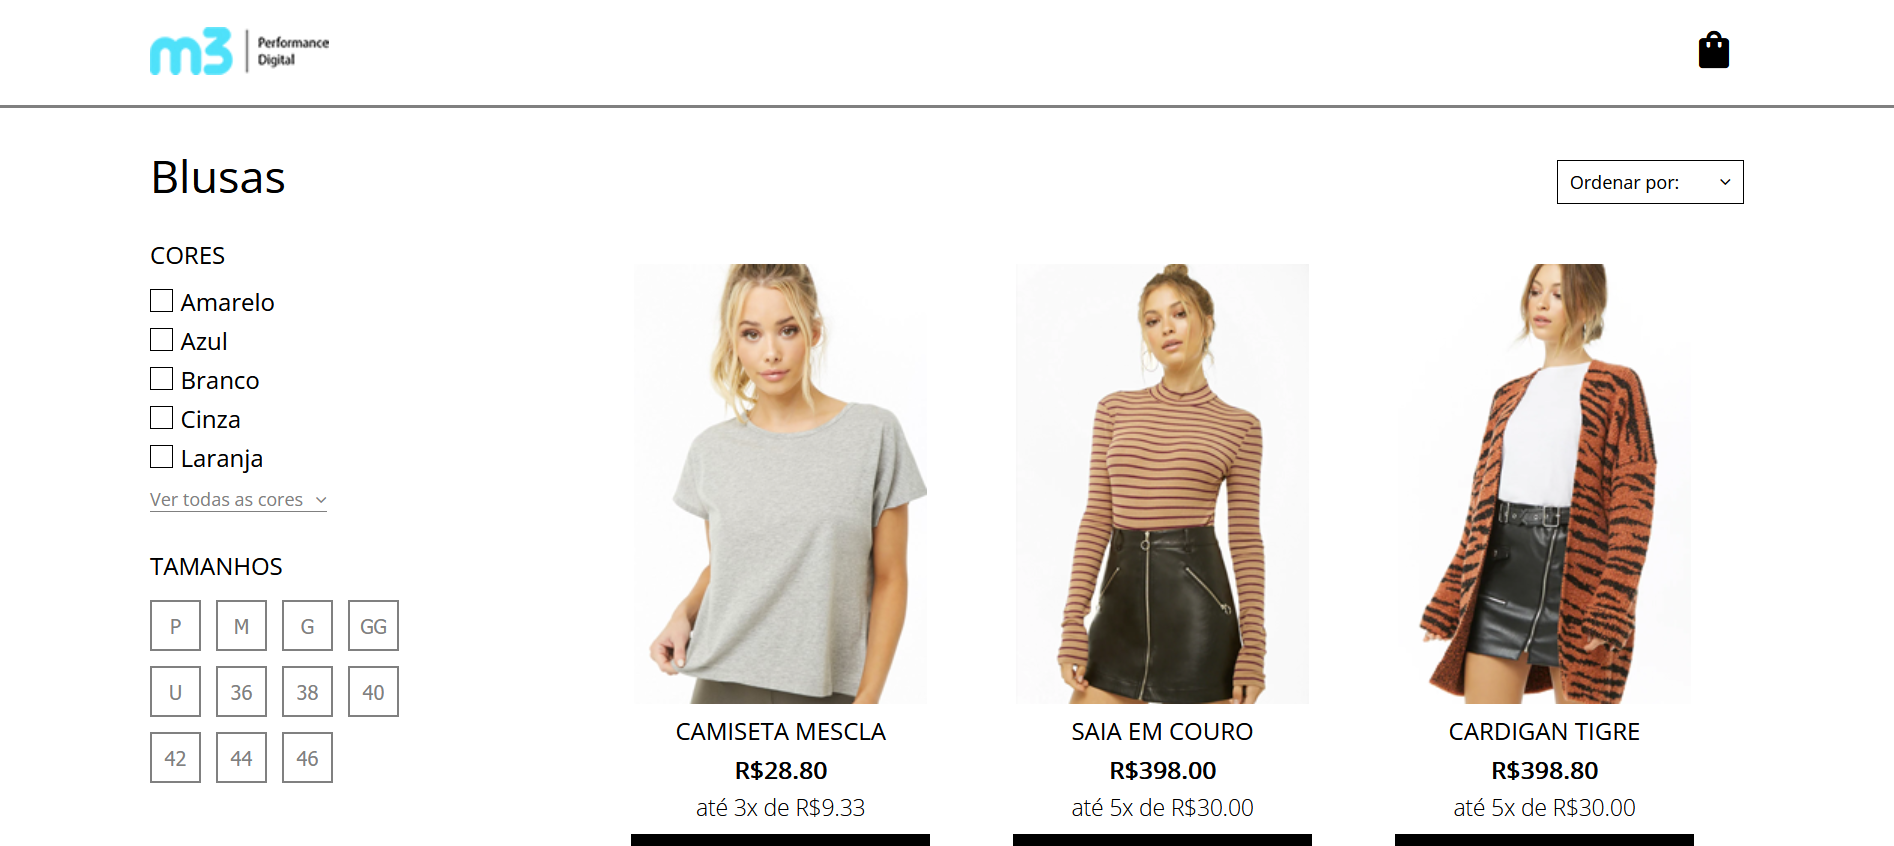 m3 Performance
Digital
Blusas
Ordenar por:
CORES
Amarelo
Azul
Branco
Cinza
Laranja
Ver todas as cores
TAMANHOS
P M G GG
U 36 38 40
42 44 46
CAMISETA MESCLA
R$28.80
até 3x de R$9.33
SAIA EM COURO
R$398.00
até 5x de R$30.00
CARDIGAN TIGRE
R$398.80
até 5x de R$30.00